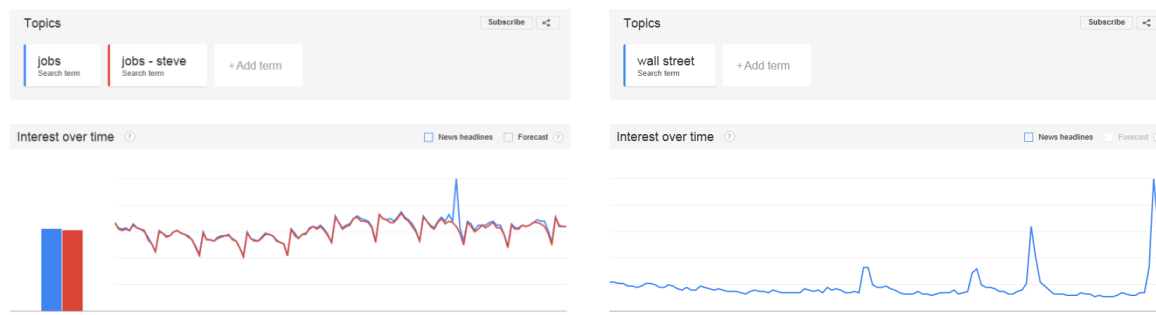 Topics
Subscribe
jobs
Search term
jobs - steve
Search term
+Add term
Interest over time ?
News headlines
Forecast ?
Topics
Subscribe
wall street
Search term
+Add term
Interest over time ?
News headlines
Forecast